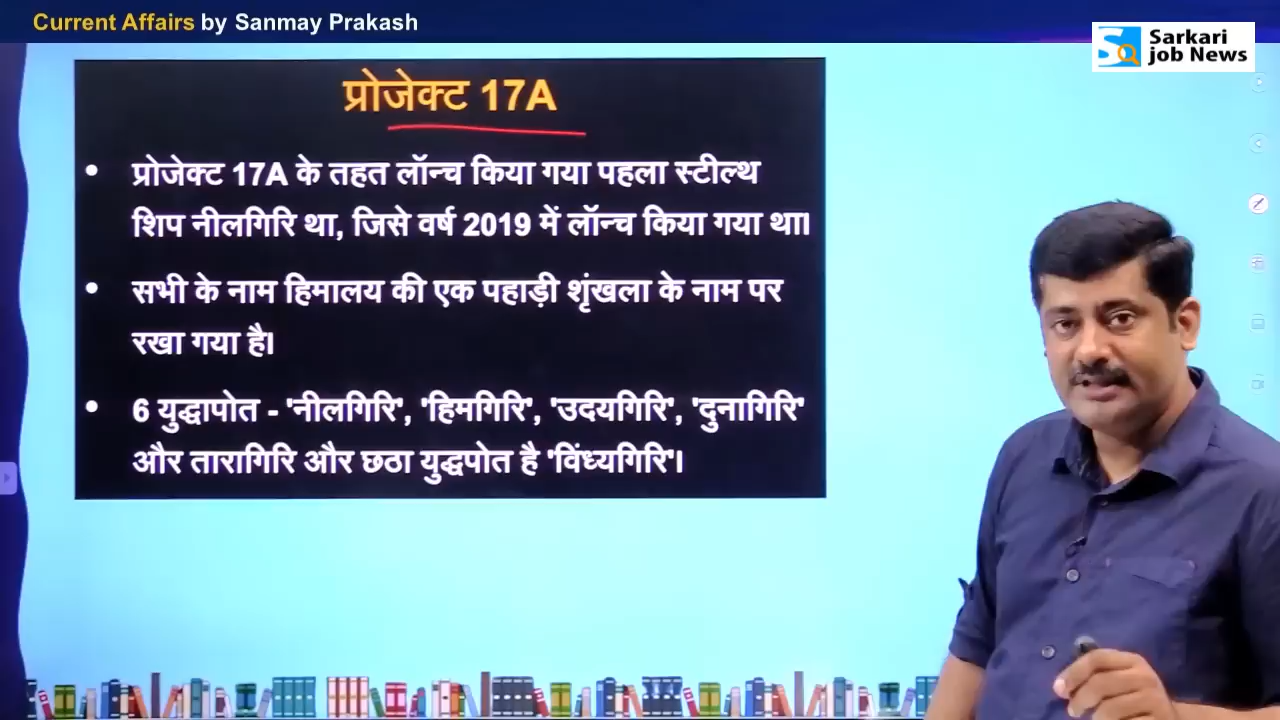 Current Affairs by Sanmay Prakash
Sarkari
Job News
प्रोजेक्ट 17A
• प्रोजेक्ट 17A के तहत लॉन्च किया गया पहला स्टील्थ
शिप नीलगिरि था, जिसे वर्ष 2019 में लॉन्च किया गया था।
• सभी के नाम हिमालय की एक पहाड़ी शृंखला के नाम पर
रखा गया है।
• 6 युद्धापोत - 'नीलगिरि', 'हिमगिरि', 'उदयगिरि', 'दुनागिरि'
और तारागिरि और छठा युद्धपोत है 'विंध्यगिरि'।